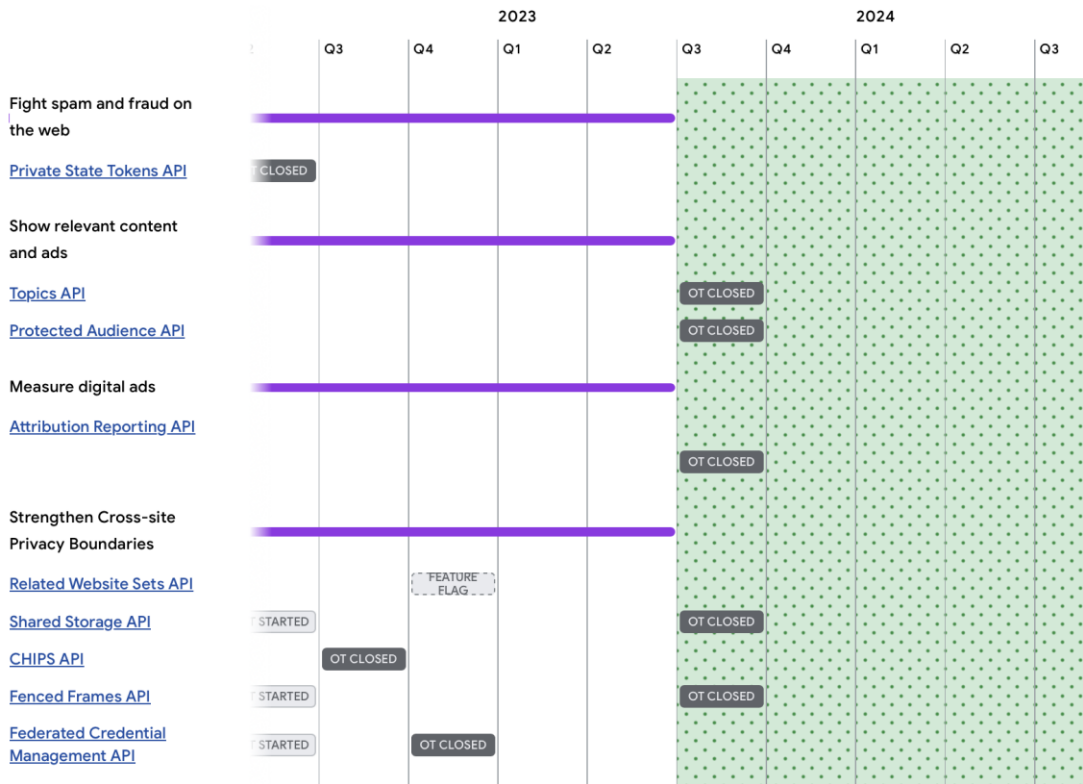 2023
2024
Q3
Q4
Q1
Q2
Q3
Q4
Q1
Q2
Q3
Fight spam and fraud on
the web
Private State Tokens API
CLOSED
Show relevant content
and ads
Topics API
OT CLOSED
Protected Audience API
OT CLOSED
Measure digital ads
Attribution Reporting API
OT CLOSED
Strengthen Cross-site
Privacy Boundaries
Related Website Sets API
FEATURE
FLAG
Shared Storage API
STARTED
OT CLOSED
CHIPS API
OT CLOSED
Fenced Frames API
STARTED
OT CLOSED
Federated Credential
Management API
STARTED
OT CLOSED